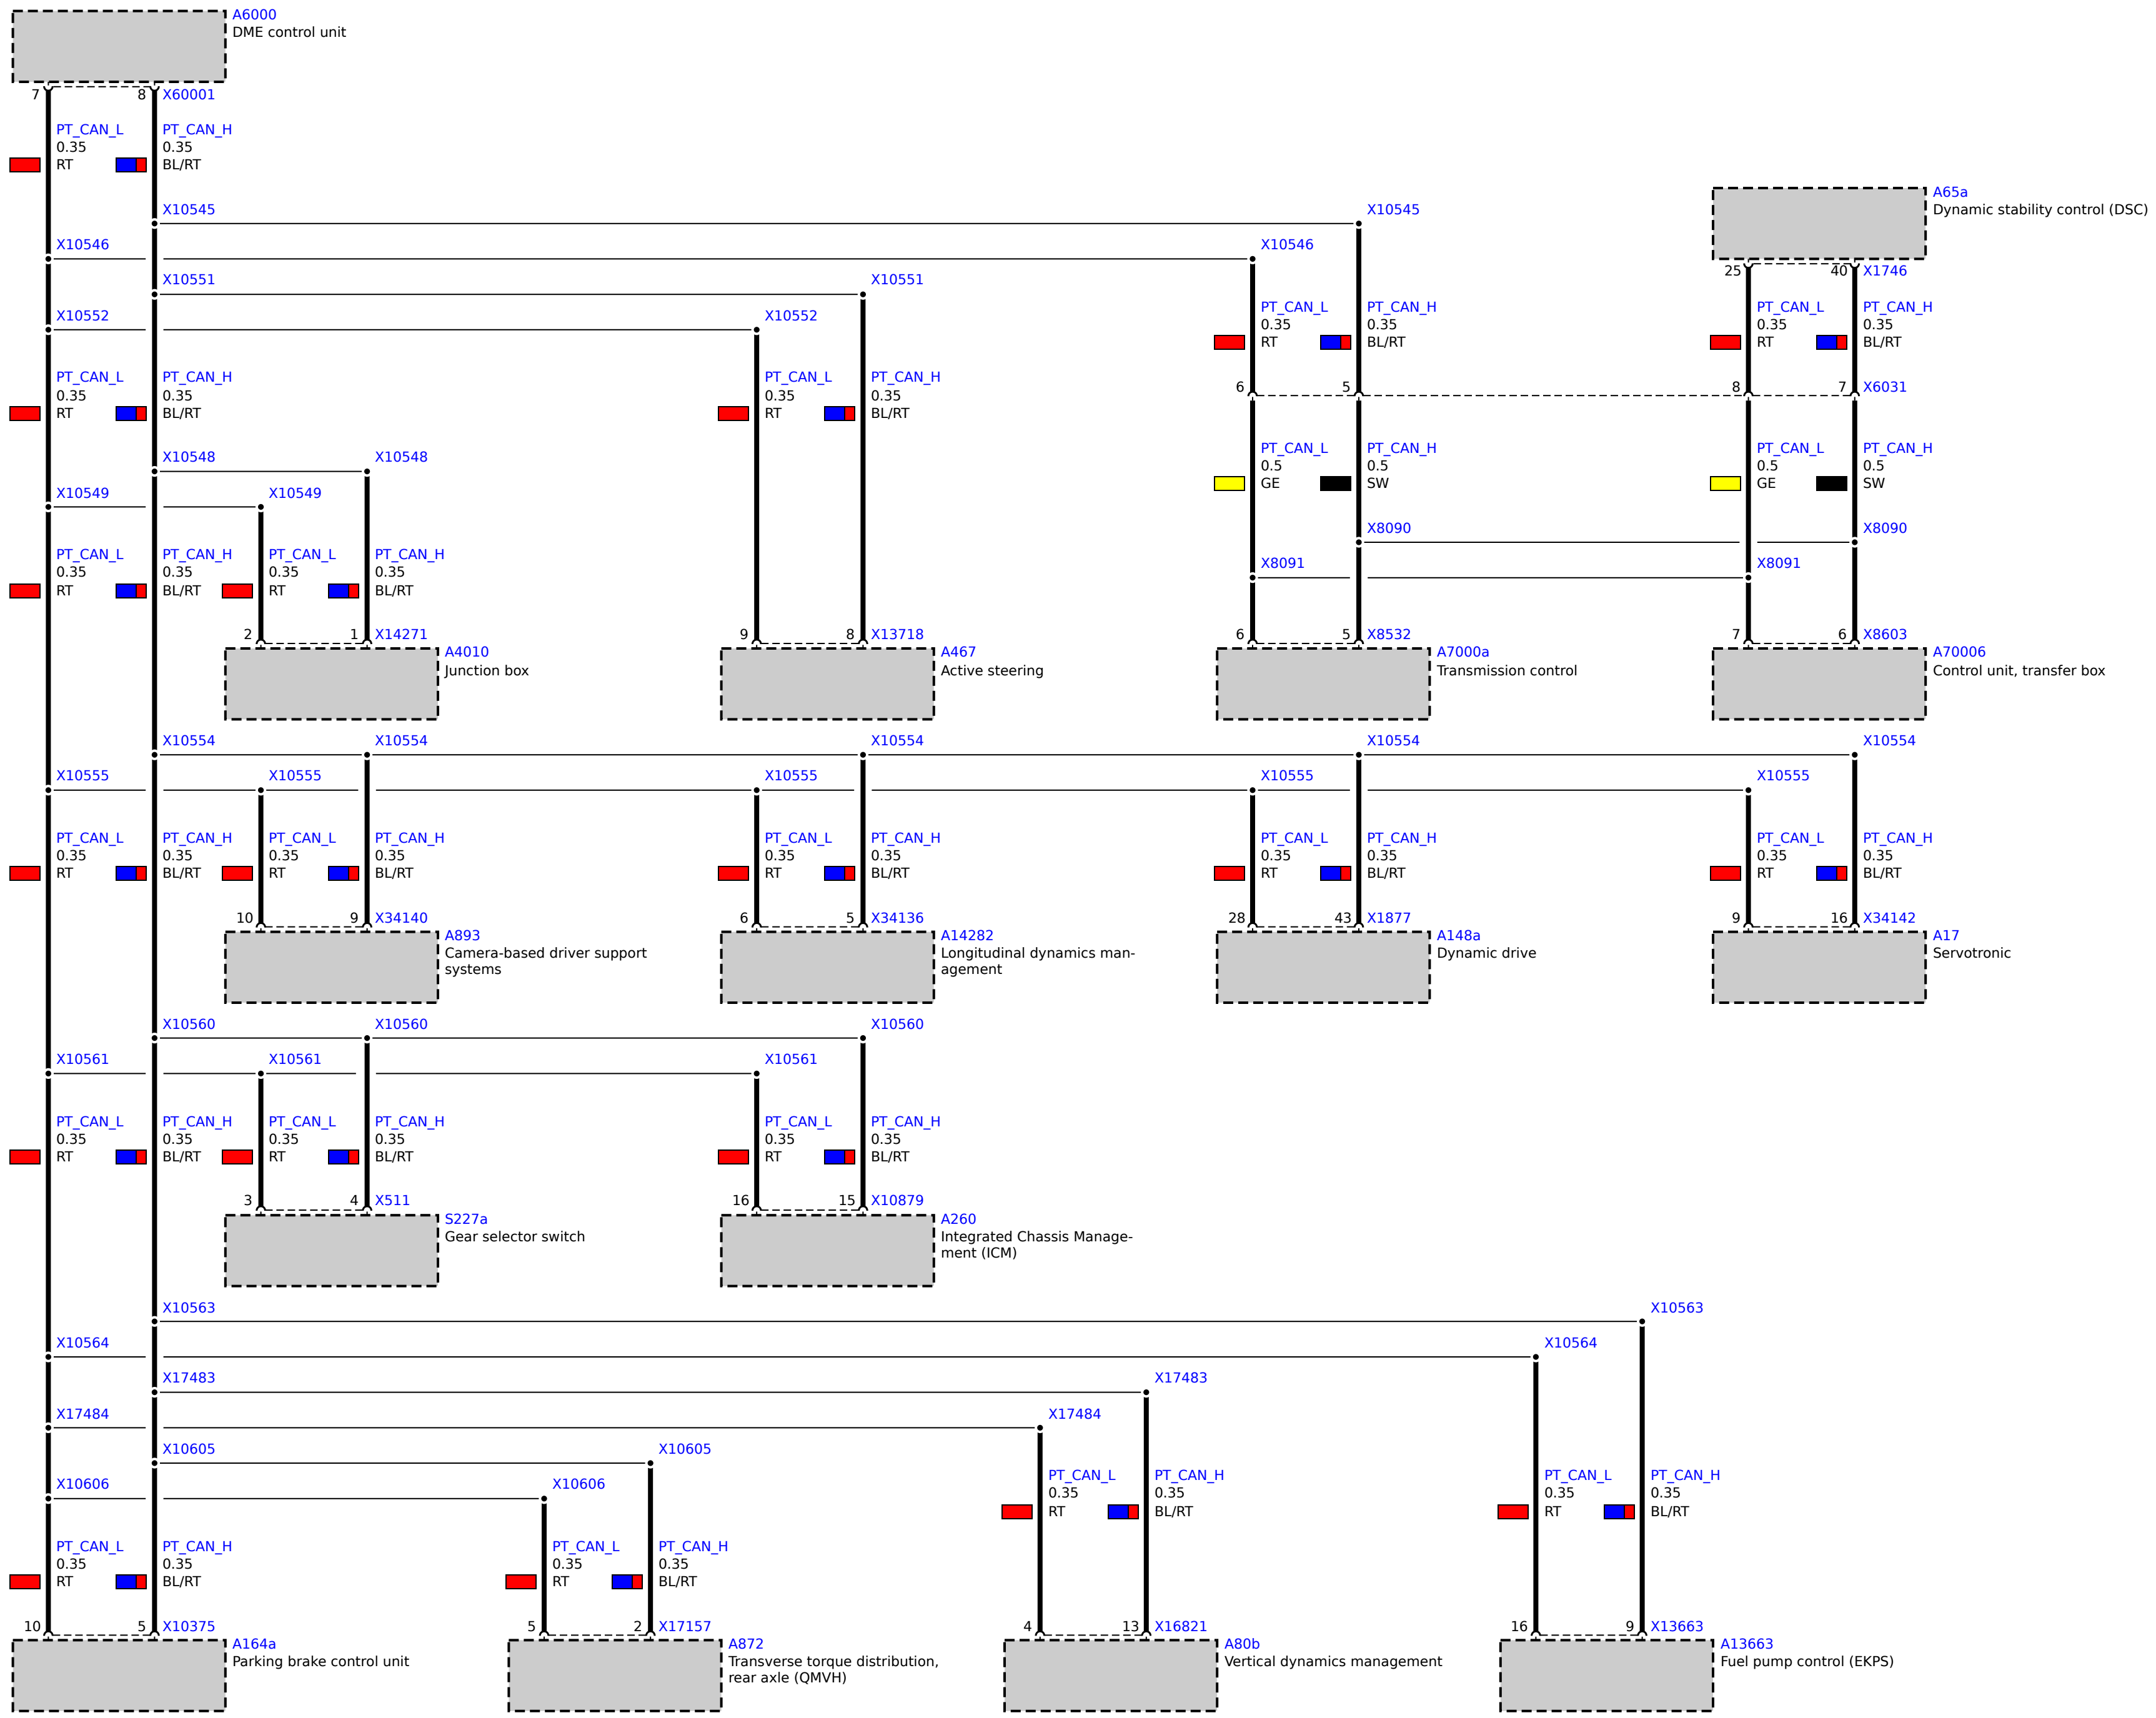 A6000
DME control unit
7
8
X60001
PT_CAN_L
0.35
RT
PT_CAN_H
0.35
BL/RT
X10545
X10545
A65a
Dynamic stability control (DSC)
X10546
X10546
25
40
X1746
X10551
X10551
X10552
X10552
PT_CAN_L
0.35
RT
PT_CAN_H
0.35
BL/RT
PT_CAN_L
0.35
RT
PT_CAN_H
0.35
BL/RT
PT_CAN_L
0.35
RT
PT_CAN_H
0.35
BL/RT
PT_CAN_L
0.35
RT
PT_CAN_H
0.35
BL/RT
6
5
8
7
X6031
X10548
X10548
X10549
X10549
PT_CAN_L
0.5
GE
PT_CAN_H
0.5
SW
PT_CAN_L
0.5
GE
PT_CAN_H
0.5
SW
X8090
X8090
X8091
X8091
PT_CAN_L
0.35
RT
PT_CAN_H
0.35
BL/RT
PT_CAN_L
0.35
RT
PT_CAN_H
0.35
BL/RT
2
1
X14271
A4010
Junction box
9
8
X13718
A467
Active steering
6
5
X8532
A7000a
Transmission control
7
6
X8603
A70006
Control unit, transfer box
X10554
X10554
X10554
X10554
X10554
X10555
X10555
X10555
X10555
X10555
PT_CAN_L
0.35
RT
PT_CAN_H
0.35
BL/RT
PT_CAN_L
0.35
RT
PT_CAN_H
0.35
BL/RT
PT_CAN_L
0.35
RT
PT_CAN_H
0.35
BL/RT
PT_CAN_L
0.35
RT
PT_CAN_H
0.35
BL/RT
PT_CAN_L
0.35
RT
PT_CAN_H
0.35
BL/RT
10
9
X34140
A893
Camera-based driver support
systems
6
5
X34136
A14282
Longitudinal dynamics man-
agement
28
43
X1877
A148a
Dynamic drive
9
16
X34142
A17
Servotronic
X10560
X10560
X10560
X10561
X10561
X10561
PT_CAN_L
0.35
RT
PT_CAN_H
0.35
BL/RT
PT_CAN_L
0.35
RT
PT_CAN_H
0.35
BL/RT
PT_CAN_L
0.35
RT
PT_CAN_H
0.35
BL/RT
3
4
X511
S227a
Gear selector switch
16
15
X10879
A260
Integrated Chassis Manage-
ment (ICM)
X10563
X10563
X10564
X10564
X17483
X17483
X17484
X17484
X10605
X10605
X10606
X10606
PT_CAN_L
0.35
RT
PT_CAN_H
0.35
BL/RT
PT_CAN_L
0.35
RT
PT_CAN_H
0.35
BL/RT
PT_CAN_L
0.35
RT
PT_CAN_H
0.35
BL/RT
PT_CAN_L
0.35
RT
PT_CAN_H
0.35
BL/RT
10
5
X10375
A164a
Parking brake control unit
5
2
X17157
A872
Transverse torque distribution,
rear axle (QMVH)
4
13
X16821
A80b
Vertical dynamics management
16
9
X13663
A13663
Fuel pump control (EKPS)